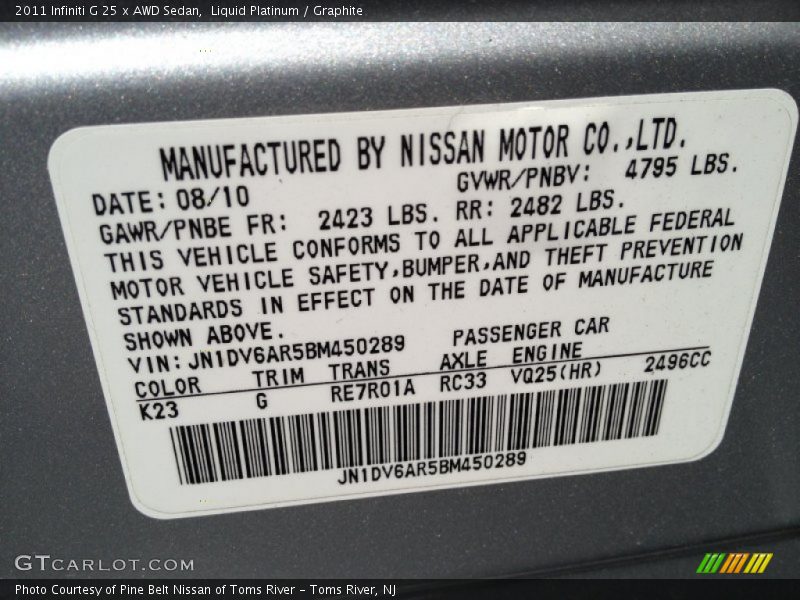 2011 Infiniti G 25 x AWD Sedan, Liquid Platinum / Graphite
MANUFACTURED BY NISSAN MOTOR CO.,LTD.
DATE: 08/10 GVWR/PNBV: 4795 LBS.
GAWR/PNBE FR: 2423 LBS. RR: 2482 LBS.
THIS VEHICLE CONFORMS TO ALL APPLICABLE FEDERAL
MOTOR VEHICLE SAFETY,BUMPER,AND THEFT PREVENTION
STANDARDS IN EFFECT ON THE DATE OF MANUFACTURE
SHOWN ABOVE.
VIN: JN1DV6AR5BM450289 PASSENGER CAR
COLOR TRIM TRANS AXLE ENGINE
K23 G RE7R01A RC33 VQ25(HR) 2496CC
JN1DV6AR5BM450289
GTCARLOT.COM
Photo Courtesy of Pine Belt Nissan of Toms River – Toms River, NJ